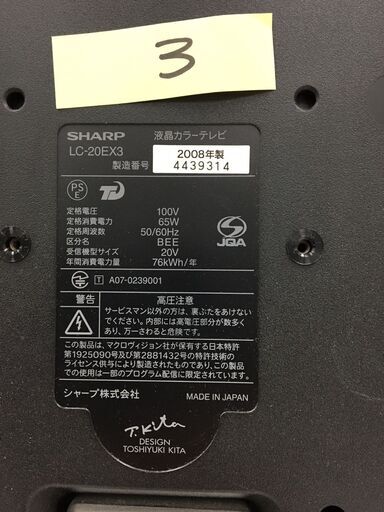 3
SHARP 液晶カラーテレビ
LC-20EX3 2008年製
製造番号 4439314
PS
E
定格電圧 100V
定格消費電力 65W
定格周波数 50/60Hz
区分名 BEE
受信機型サイズ 20V
年間消費電力量 76kWh/年
JQA
T A07-0239001
警告 高圧注意
サービスマン以外の方は、裏ぶたをあけない
でください。内部には高電圧部分が数多く
あり、万一さわると危険です。
この製品は、マクロヴィジョン社が保有する日本特許
第1925090号及び第2881432号の特許技術の
ライセンス供与により製造されたものであり、この製品
での使用は一部のプログラム配信に限定されています。
シャープ株式会社 MADE IN JAPAN
T.Kita
DESIGN
TOSHIYUKI KITA